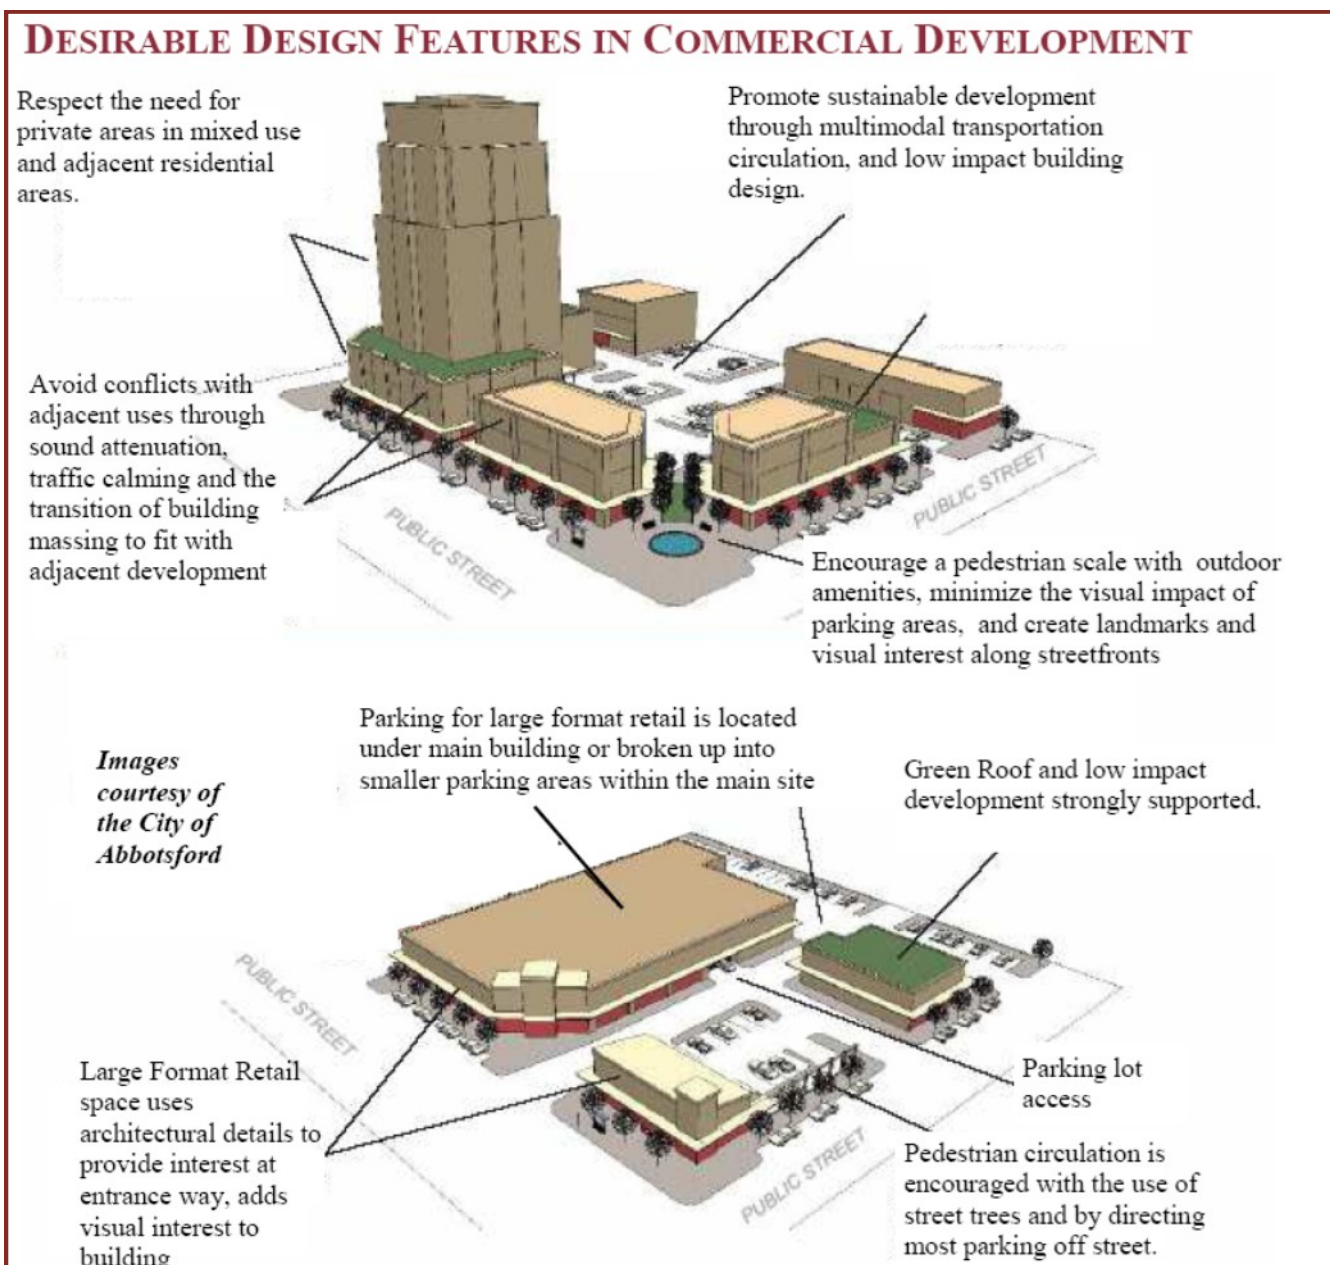 DESIRABLE DESIGN FEATURES IN COMMERCIAL DEVELOPMENT
Respect the need for
private areas in mixed use
and adjacent residential
areas.
Promote sustainable development
through multimodal transportation
circulation, and low impact building
design.
Avoid conflicts with
adjacent uses through
sound attenuation,
traffic calming and the
transition of building
massing to fit with
adjacent development
PUBLIC STREET
PUBLIC STREET
Encourage a pedestrian scale with outdoor
amenities, minimize the visual impact of
parking areas, and create landmarks and
visual interest along streetfronts
Parking for large format retail is located
under main building or broken up into
smaller parking areas within the main site
Images
courtesy of
the City of
Abbotsford
Green Roof and low impact
development strongly supported.
PUBLIC STREET
Large Format Retail
space uses
architectural details to
provide interest at
entrance way, adds
visual interest to
building
PUBLIC STREET
Parking lot
access
Pedestrian circulation is
encouraged with the use of
street trees and by directing
most parking off street.